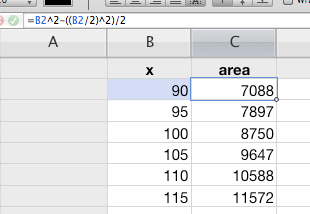 =B2^2−((B2/2)^2)/2
A B C
x area
90 7088
95 7897
100 8750
105 9647
110 10588
115 11572